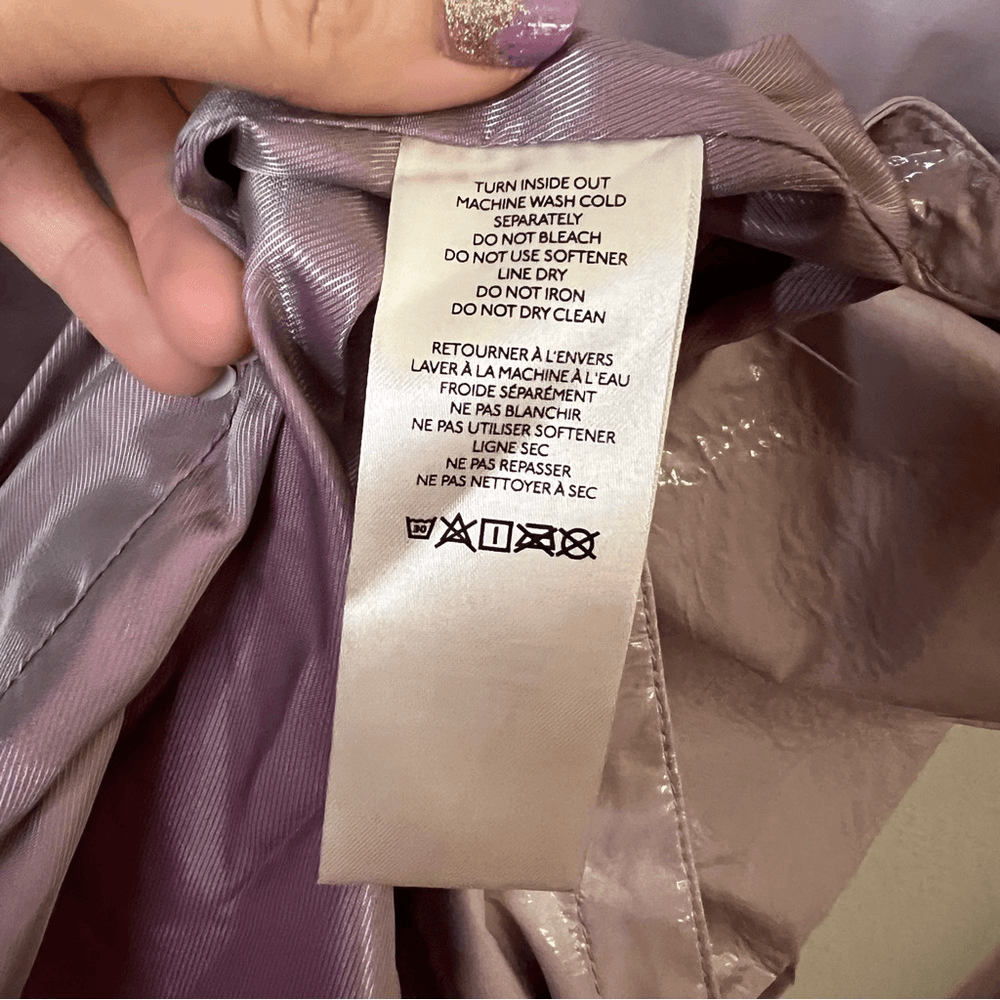 TURN INSIDE OUT
MACHINE WASH COLD
SEPARATELY
DO NOT BLEACH
DO NOT USE SOFTENER
LINE DRY
DO NOT IRON
DO NOT DRY CLEAN
RETOURNER À L'ENVERS
LAVER À LA MACHINE À L'EAU
FROIDE SÉPARÉMENT
NE PAS BLANCHIR
NE PAS UTILISER SOFTENER
LIGNE SEC
NE PAS REPASSER
NE PAS NETTOYER À SEC
30